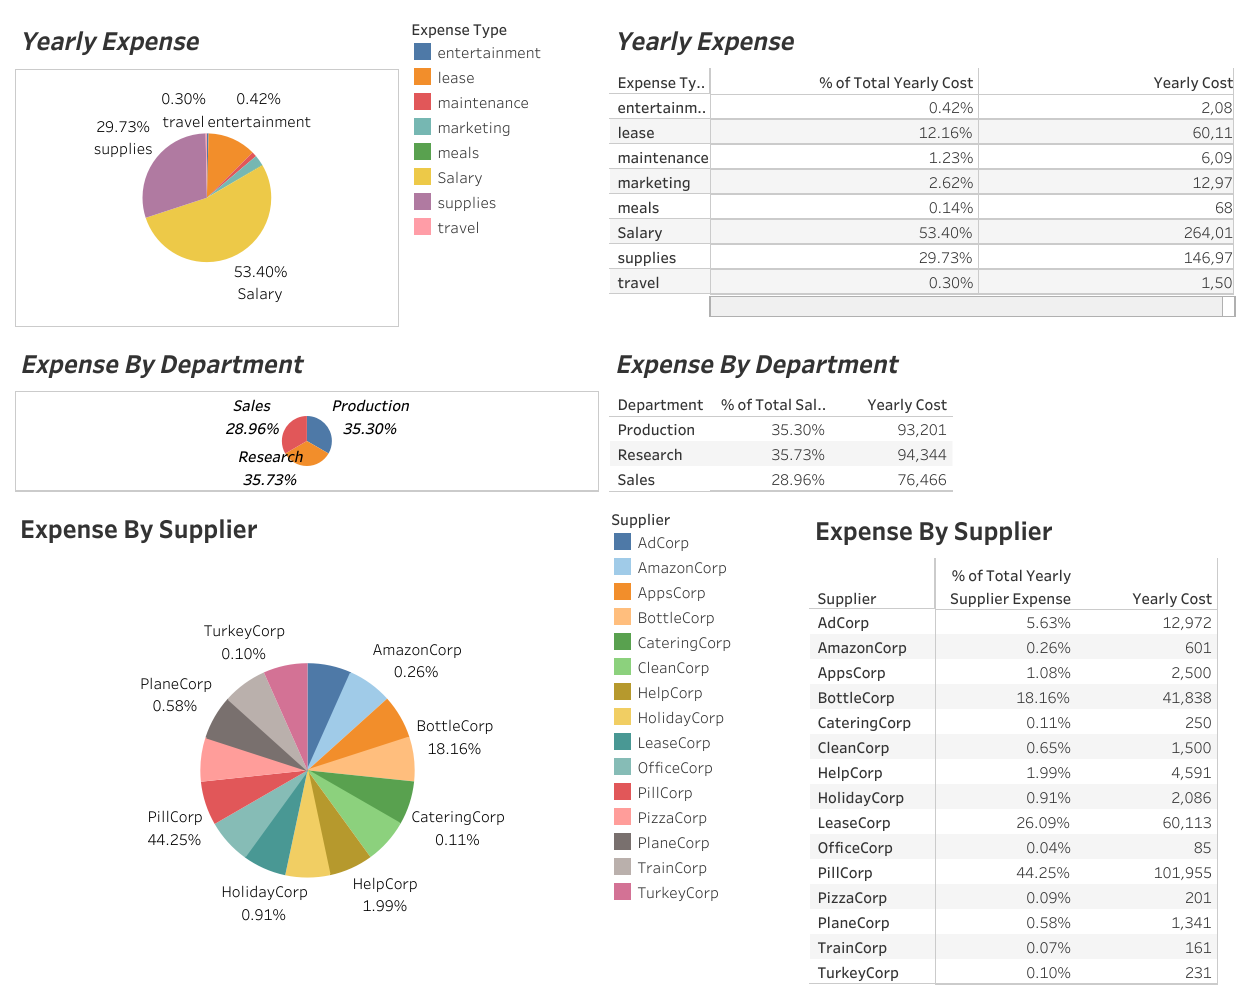 Yearly Expense
0.30% 0.42%
travel entertainment
29.73%
supplies
53.40%
Salary
Expense Type
entertainment
lease
maintenance
marketing
meals
Salary
supplies
travel
Yearly Expense
Expense Ty.. % of Total Yearly Cost Yearly Cost
entertainm.. 0.42% 2,08
lease 12.16% 60,11
maintenance 1.23% 6,09
marketing 2.62% 12,97
meals 0.14% 68
Salary 53.40% 264,01
supplies 29.73% 146,97
travel 0.30% 1,50
Expense By Department
Sales Production
28.96% 35.30%
Research
35.73%
Expense By Department
Department % of Total Sal.. Yearly Cost
Production 35.30% 93,201
Research 35.73% 94,344
Sales 28.96% 76,466
Expense By Supplier
TurkeyCorp
0.10%
AmazonCorp
0.26%
PlaneCorp
0.58%
BottleCorp
18.16%
PillCorp
44.25%
CateringCorp
0.11%
HolidayCorp
0.91%
HelpCorp
1.99%
Supplier
AdCorp
AmazonCorp
AppsCorp
BottleCorp
CateringCorp
CleanCorp
HelpCorp
HolidayCorp
LeaseCorp
OfficeCorp
PillCorp
PizzaCorp
PlaneCorp
TrainCorp
TurkeyCorp
Expense By Supplier
% of Total Yearly
Supplier Supplier Expense Yearly Cost
AdCorp 5.63% 12,972
AmazonCorp 0.26% 601
AppsCorp 1.08% 2,500
BottleCorp 18.16% 41,838
CateringCorp 0.11% 250
CleanCorp 0.65% 1,500
HelpCorp 1.99% 4,591
HolidayCorp 0.91% 2,086
LeaseCorp 26.09% 60,113
OfficeCorp 0.04% 85
PillCorp 44.25% 101,955
PizzaCorp 0.09% 201
PlaneCorp 0.58% 1,341
TrainCorp 0.07% 161
TurkeyCorp 0.10% 231